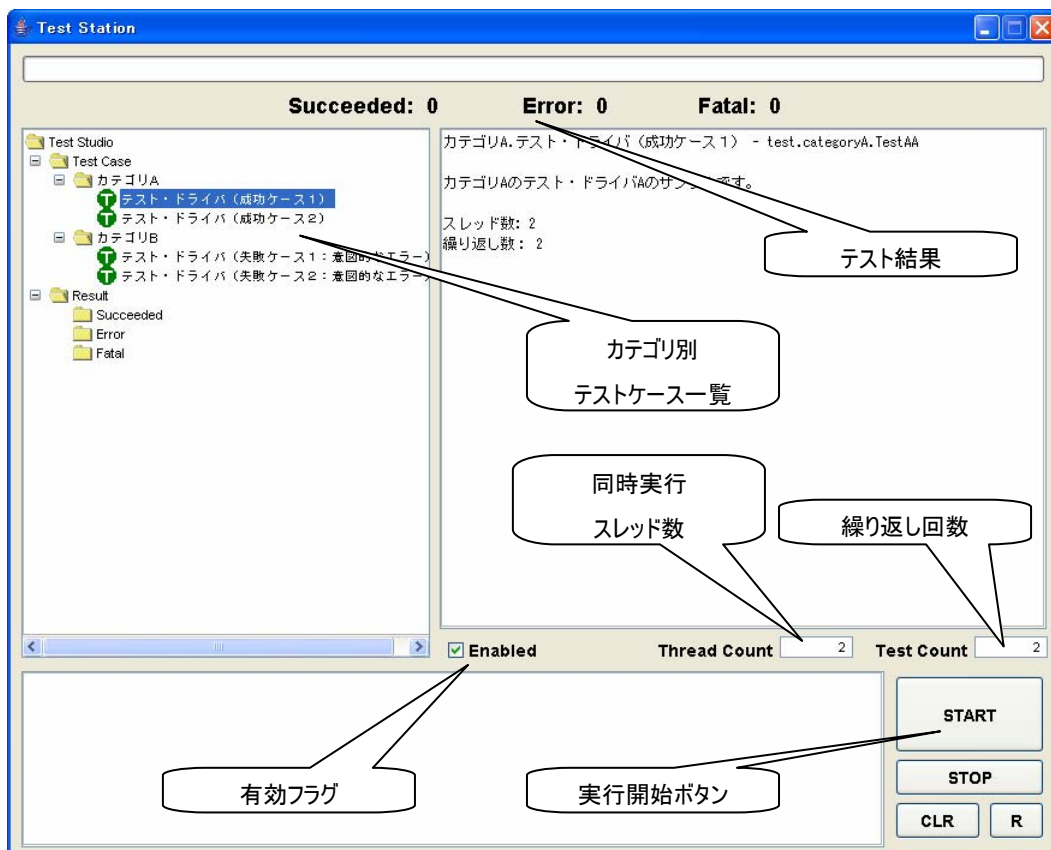 Test Station
Succeeded: 0 Error: 0 Fatal: 0
Test Studio
Test Case
カテゴリA
テスト・ドライバ（成功ケース1）
テスト・ドライバ（成功ケース2）
カテゴリB
テスト・ドライバ（失敗ケース1：意図的なエラー）
テスト・ドライバ（失敗ケース2：意図的なエラー）
Result
Succeeded
Error
Fatal
カテゴリA.テスト・ドライバ（成功ケース1） - test.categoryA.TestAA
カテゴリAのテスト・ドライバAのサンプルです。
スレッド数: 2
繰り返し数: 2
テスト結果
カテゴリ別
テストケース一覧
同時実行
スレッド数
繰り返し回数
Enabled
Thread Count 2
Test Count 2
START
STOP
CLR
R
有効フラグ
実行開始ボタン